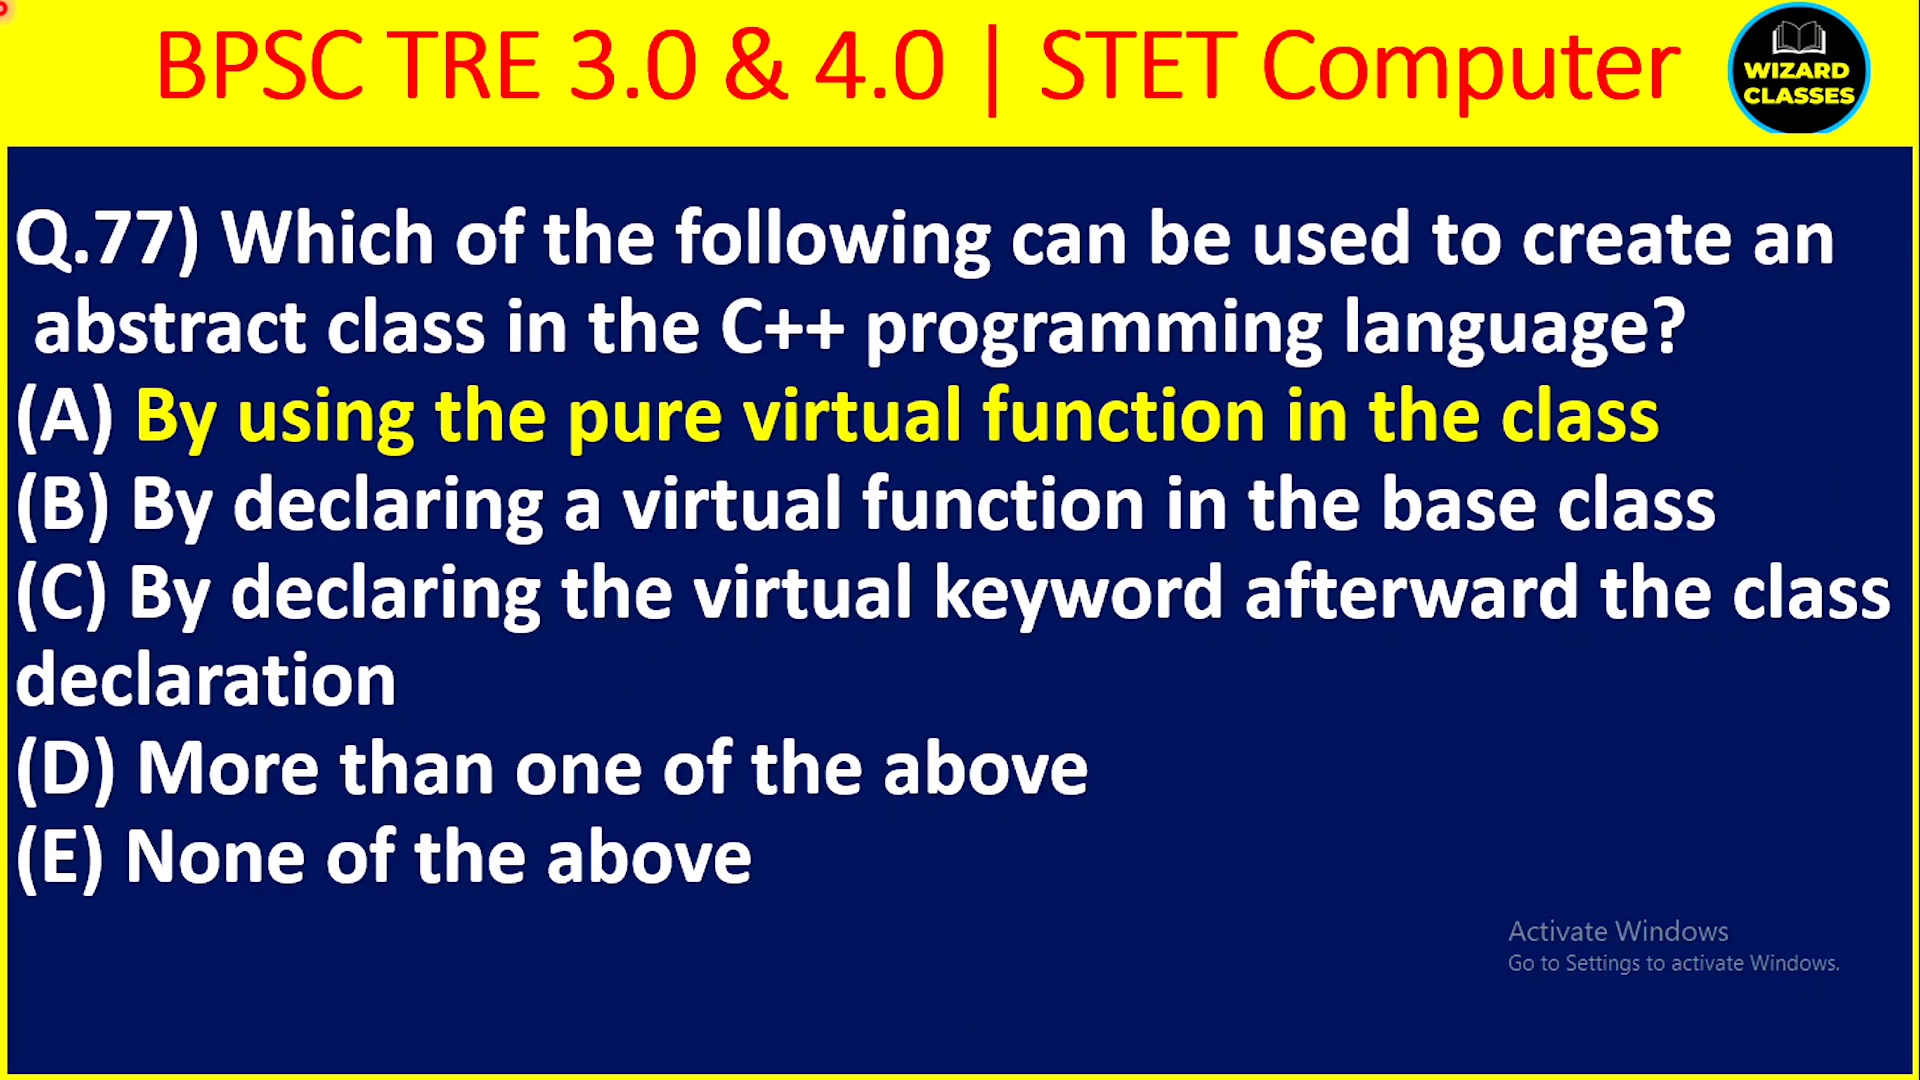 BPSC TRE 3.0 & 4.0 | STET Computer
WIZARD
CLASSES
Q.77) Which of the following can be used to create an
abstract class in the C++ programming language?
(A) By using the pure virtual function in the class
(B) By declaring a virtual function in the base class
(C) By declaring the virtual keyword afterward the class
declaration
(D) More than one of the above
(E) None of the above
Activate Windows
Go to Settings to activate Windows.